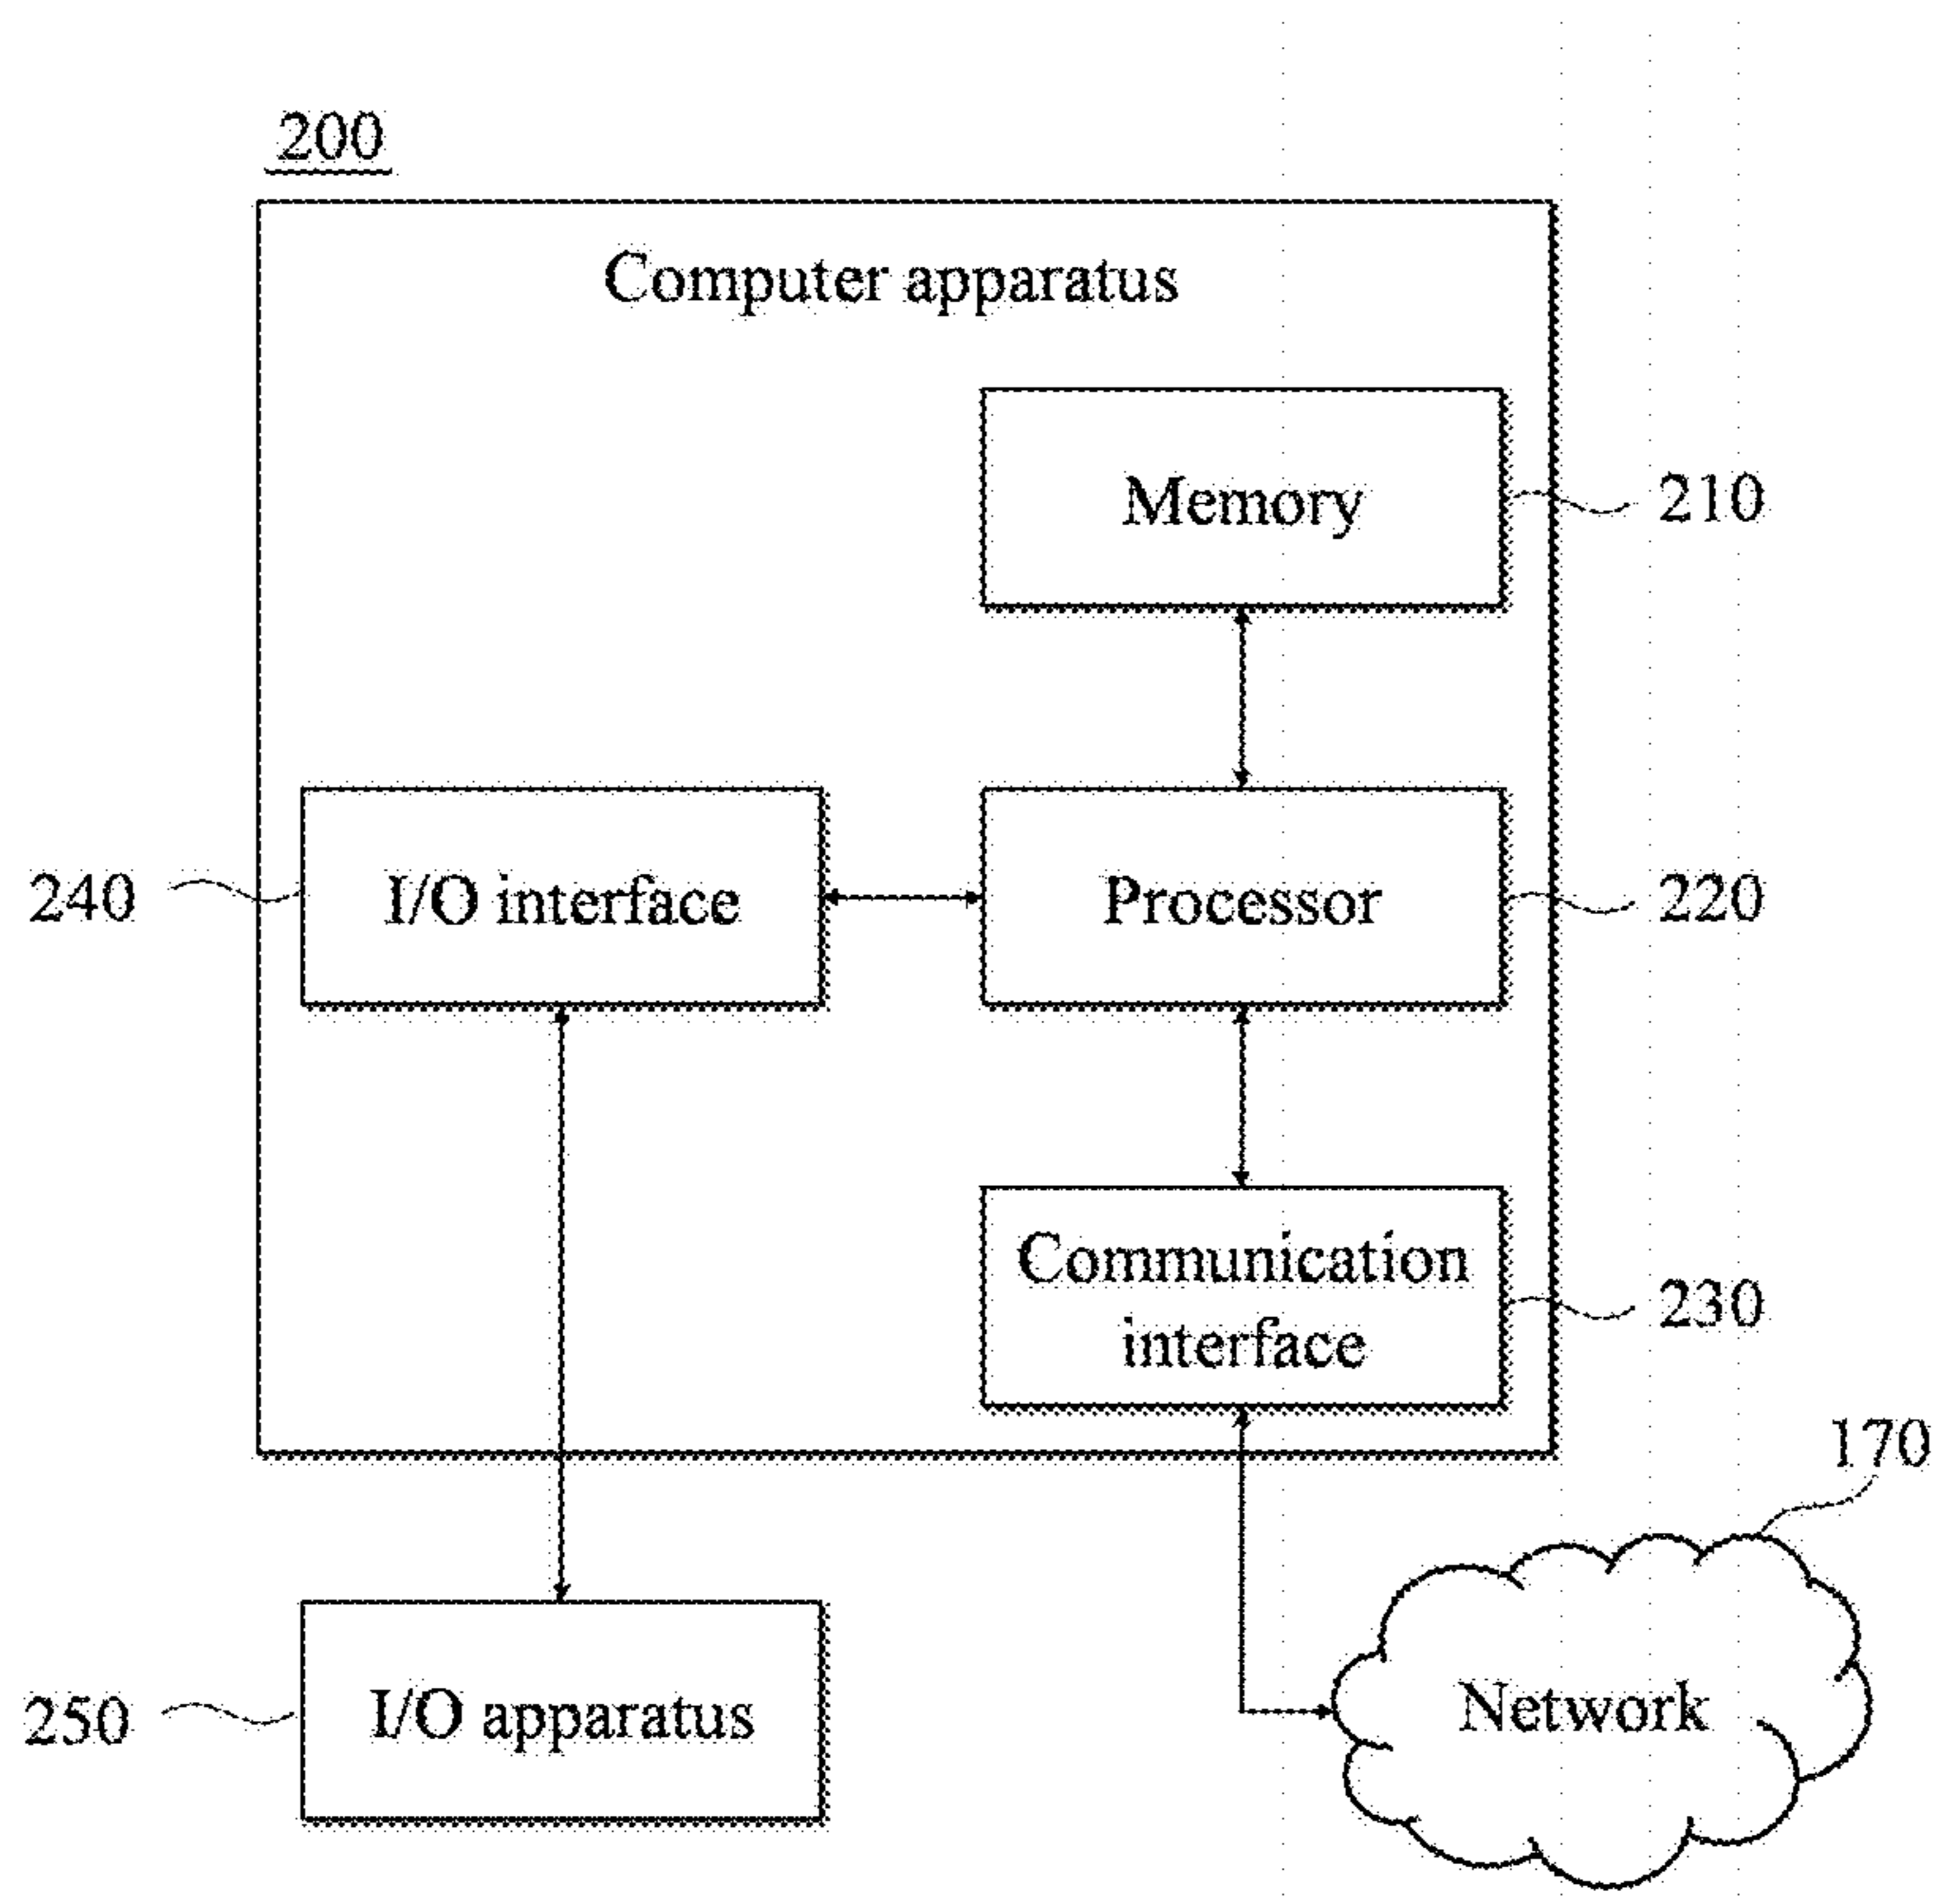 200
Computer apparatus
Memory
210
240
I/O interface
Processor
220
Communication
interface
230
170
250
I/O apparatus
Network